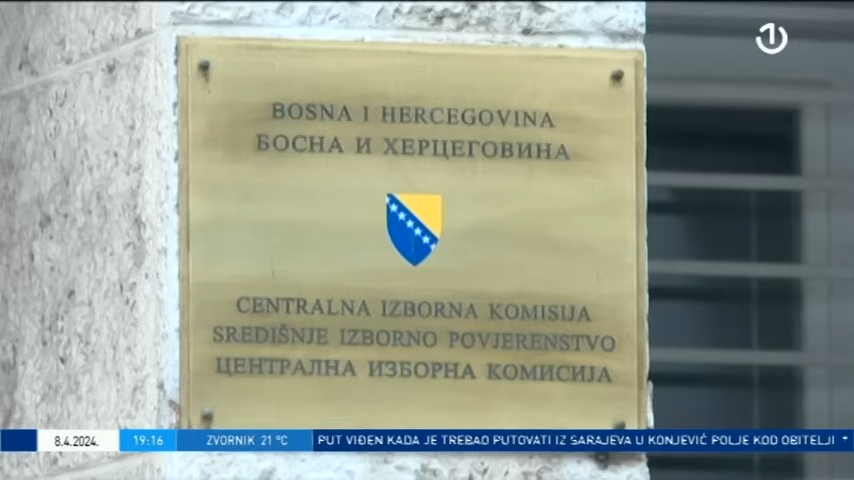 BOSNA I HERCEGOVINA
БОСНА И ХЕРЦЕГОВИНА
CENTRALNA IZBORNA KOMISIJA
SREDIŠNJE IZBORNO POVJERENSTVO
ЦЕНТРАЛНА ИЗБОРНА КОМИСИЈА
8.4.2024. 19:16 ZVORNIK 21 °C PUT VIĐEN KADA JE TREBAO PUTOVATI IZ SARAJEVA U KONJEVIĆ POLJE KOD OBITELJI